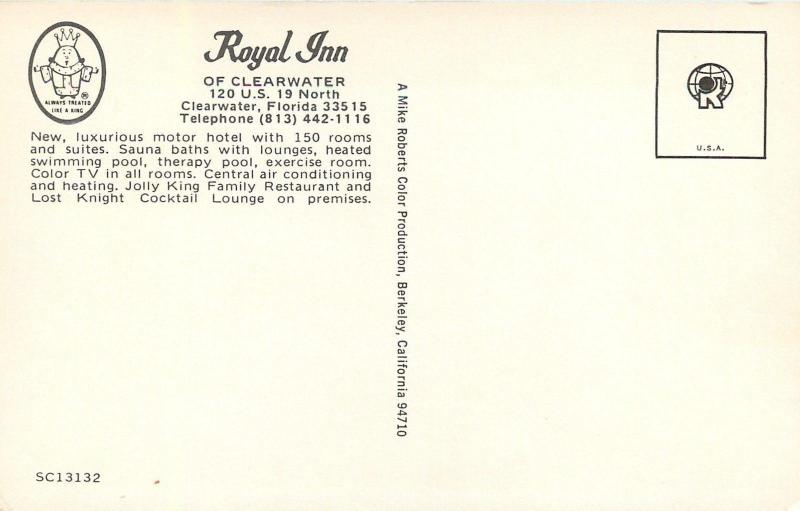 ALWAYS TREATED
LIKE A KING
®
Royal Inn
OF CLEARWATER
120 U.S. 19 North
Clearwater, Florida 33515
Telephone (813) 442-1116
New, luxurious motor hotel with 150 rooms
and suites. Sauna baths with lounges, heated
swimming pool, therapy pool, exercise room.
Color TV in all rooms. Central air conditioning
and heating. Jolly King Family Restaurant and
Lost Knight Cocktail Lounge on premises.
SC13132
A Mike Roberts Color Production, Berkeley, California 94710
R
U.S.A.